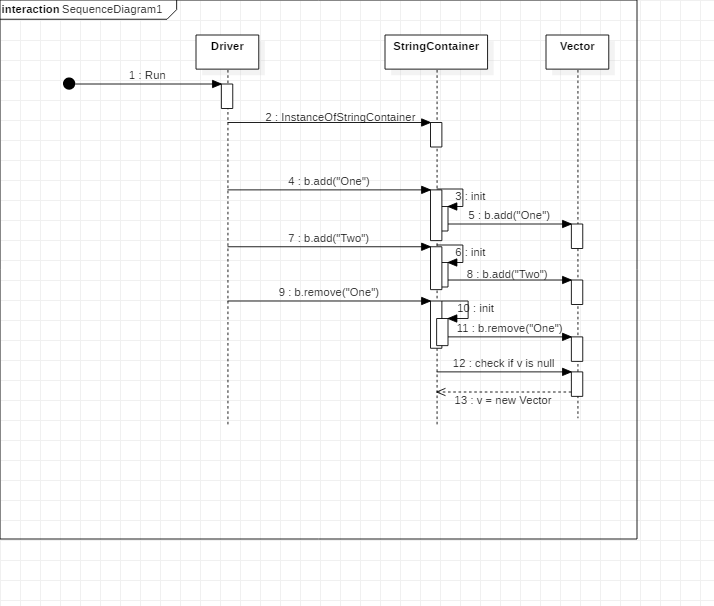 interaction SequenceDiagram1
Driver
StringContainer
Vector
1 : Run
2 : InstanceOfStringContainer
4 : b.add("One")
3 : init
5 : b.add("One")
7 : b.add("Two")
6 : init
8 : b.add("Two")
9 : b.remove("One")
10 : init
11 : b.remove("One")
12 : check if v is null
13 : v = new Vector